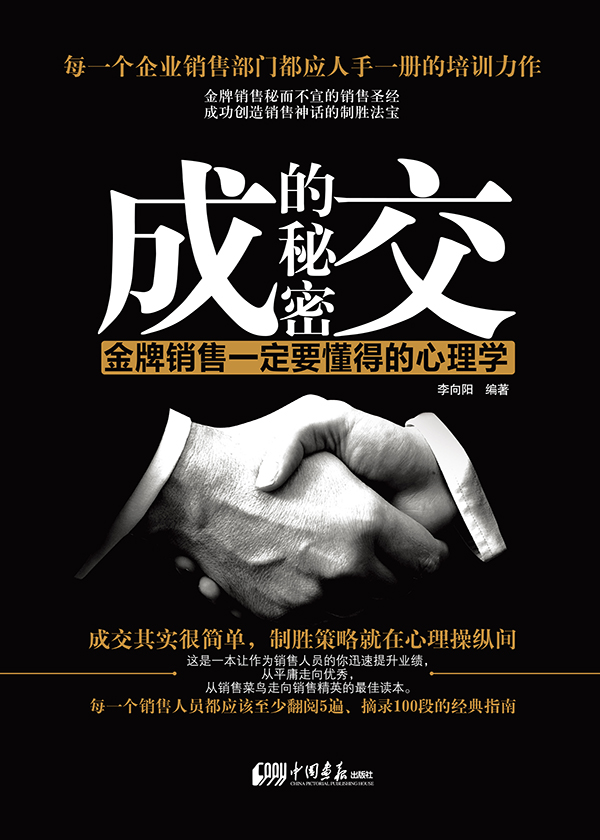 每一个企业销售部门都应人手一册的培训力作
金牌销售秘而不宣的销售圣经
成功创造销售神话的制胜法宝
成交的秘密
金牌销售一定要懂得的心理学
李向阳 编著
成交其实很简单，制胜策略就在心理操纵间
这是一本让作为销售人员的你迅速提升业绩，
从平庸走向优秀，
从销售菜鸟走向销售精英的最佳读本。
每一个销售人员都应该至少翻阅5遍、摘录100段的经典指南
中国画报出版社
CHINA PICTORIAL PUBLISHING HOUSE